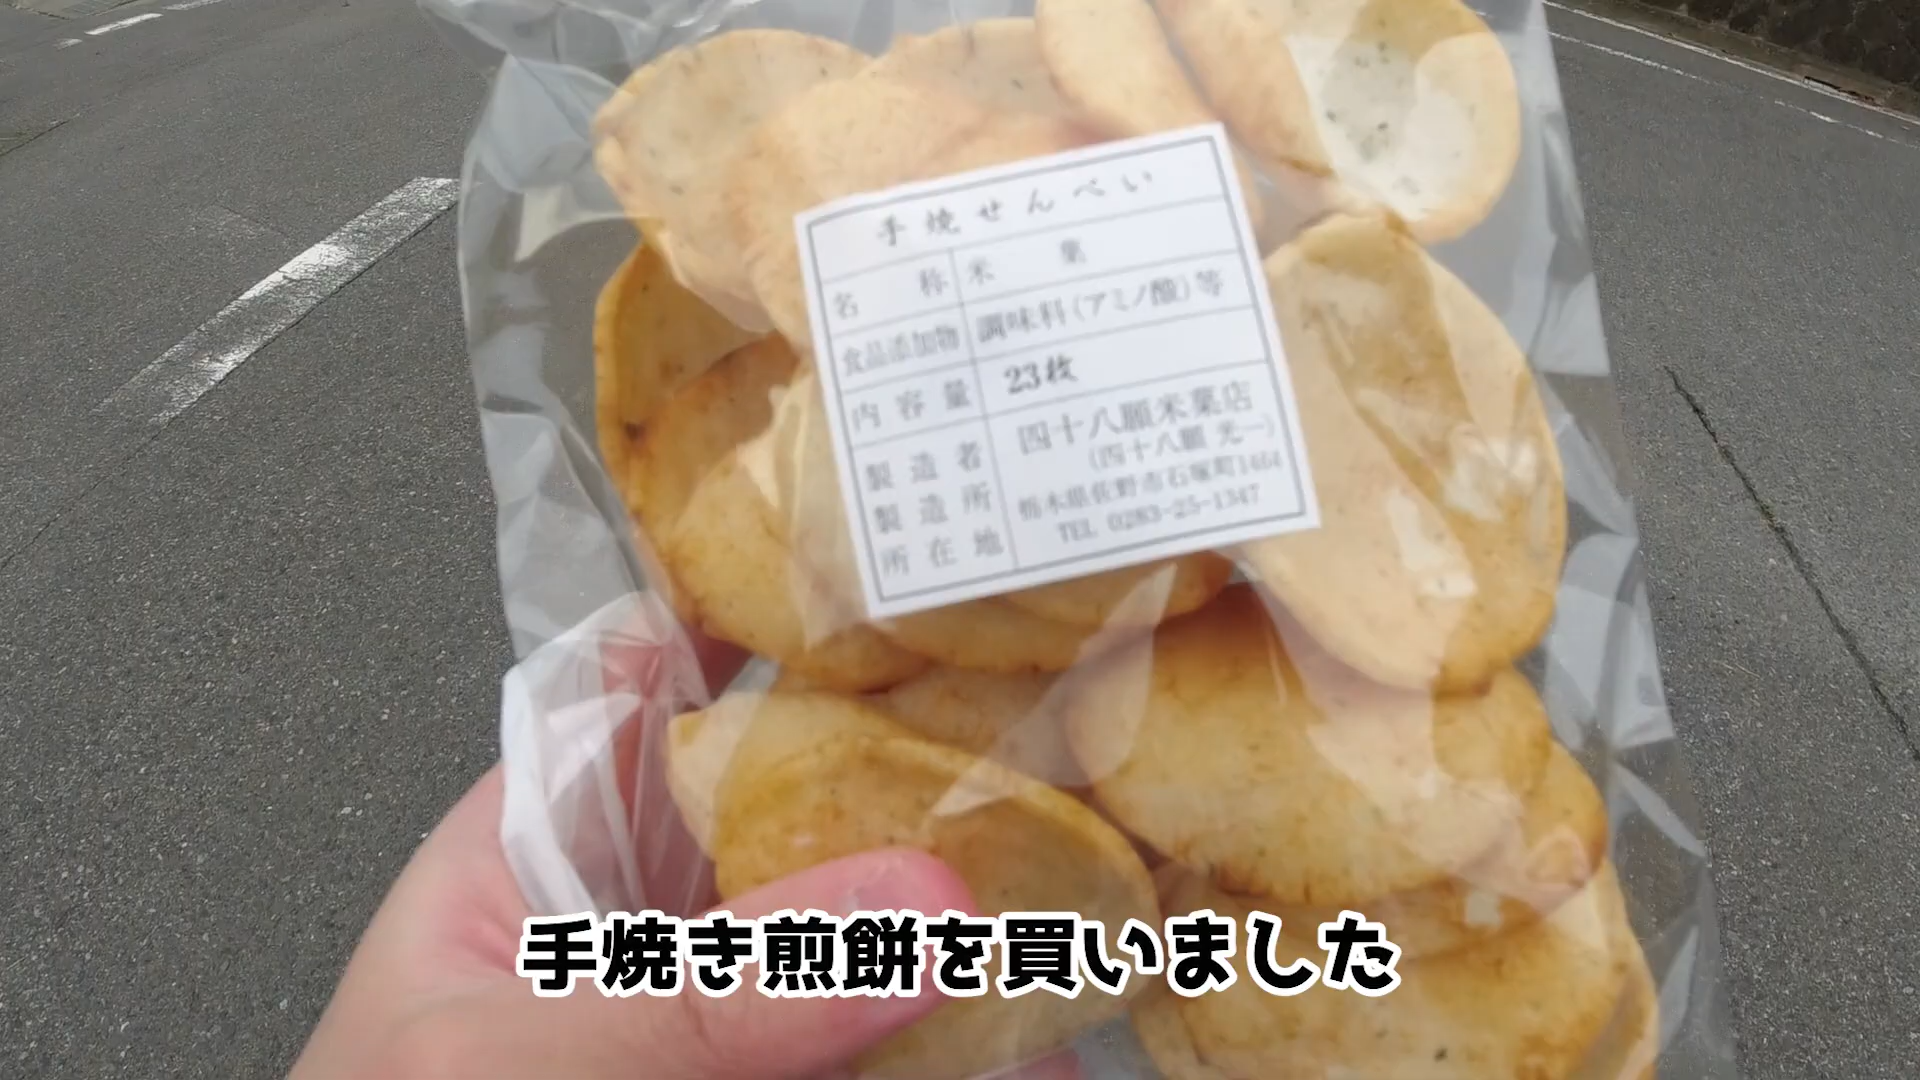 手焼せんべい
名称 米菓
食品添加物 調味料(アミノ酸)等
内容量 23枚
製造者 四十八願米菓店
(四十八願 光一)
製造所所在地 栃木県佐野市石塚町1464
TEL 0283-25-1347
手焼き煎餅を買いました